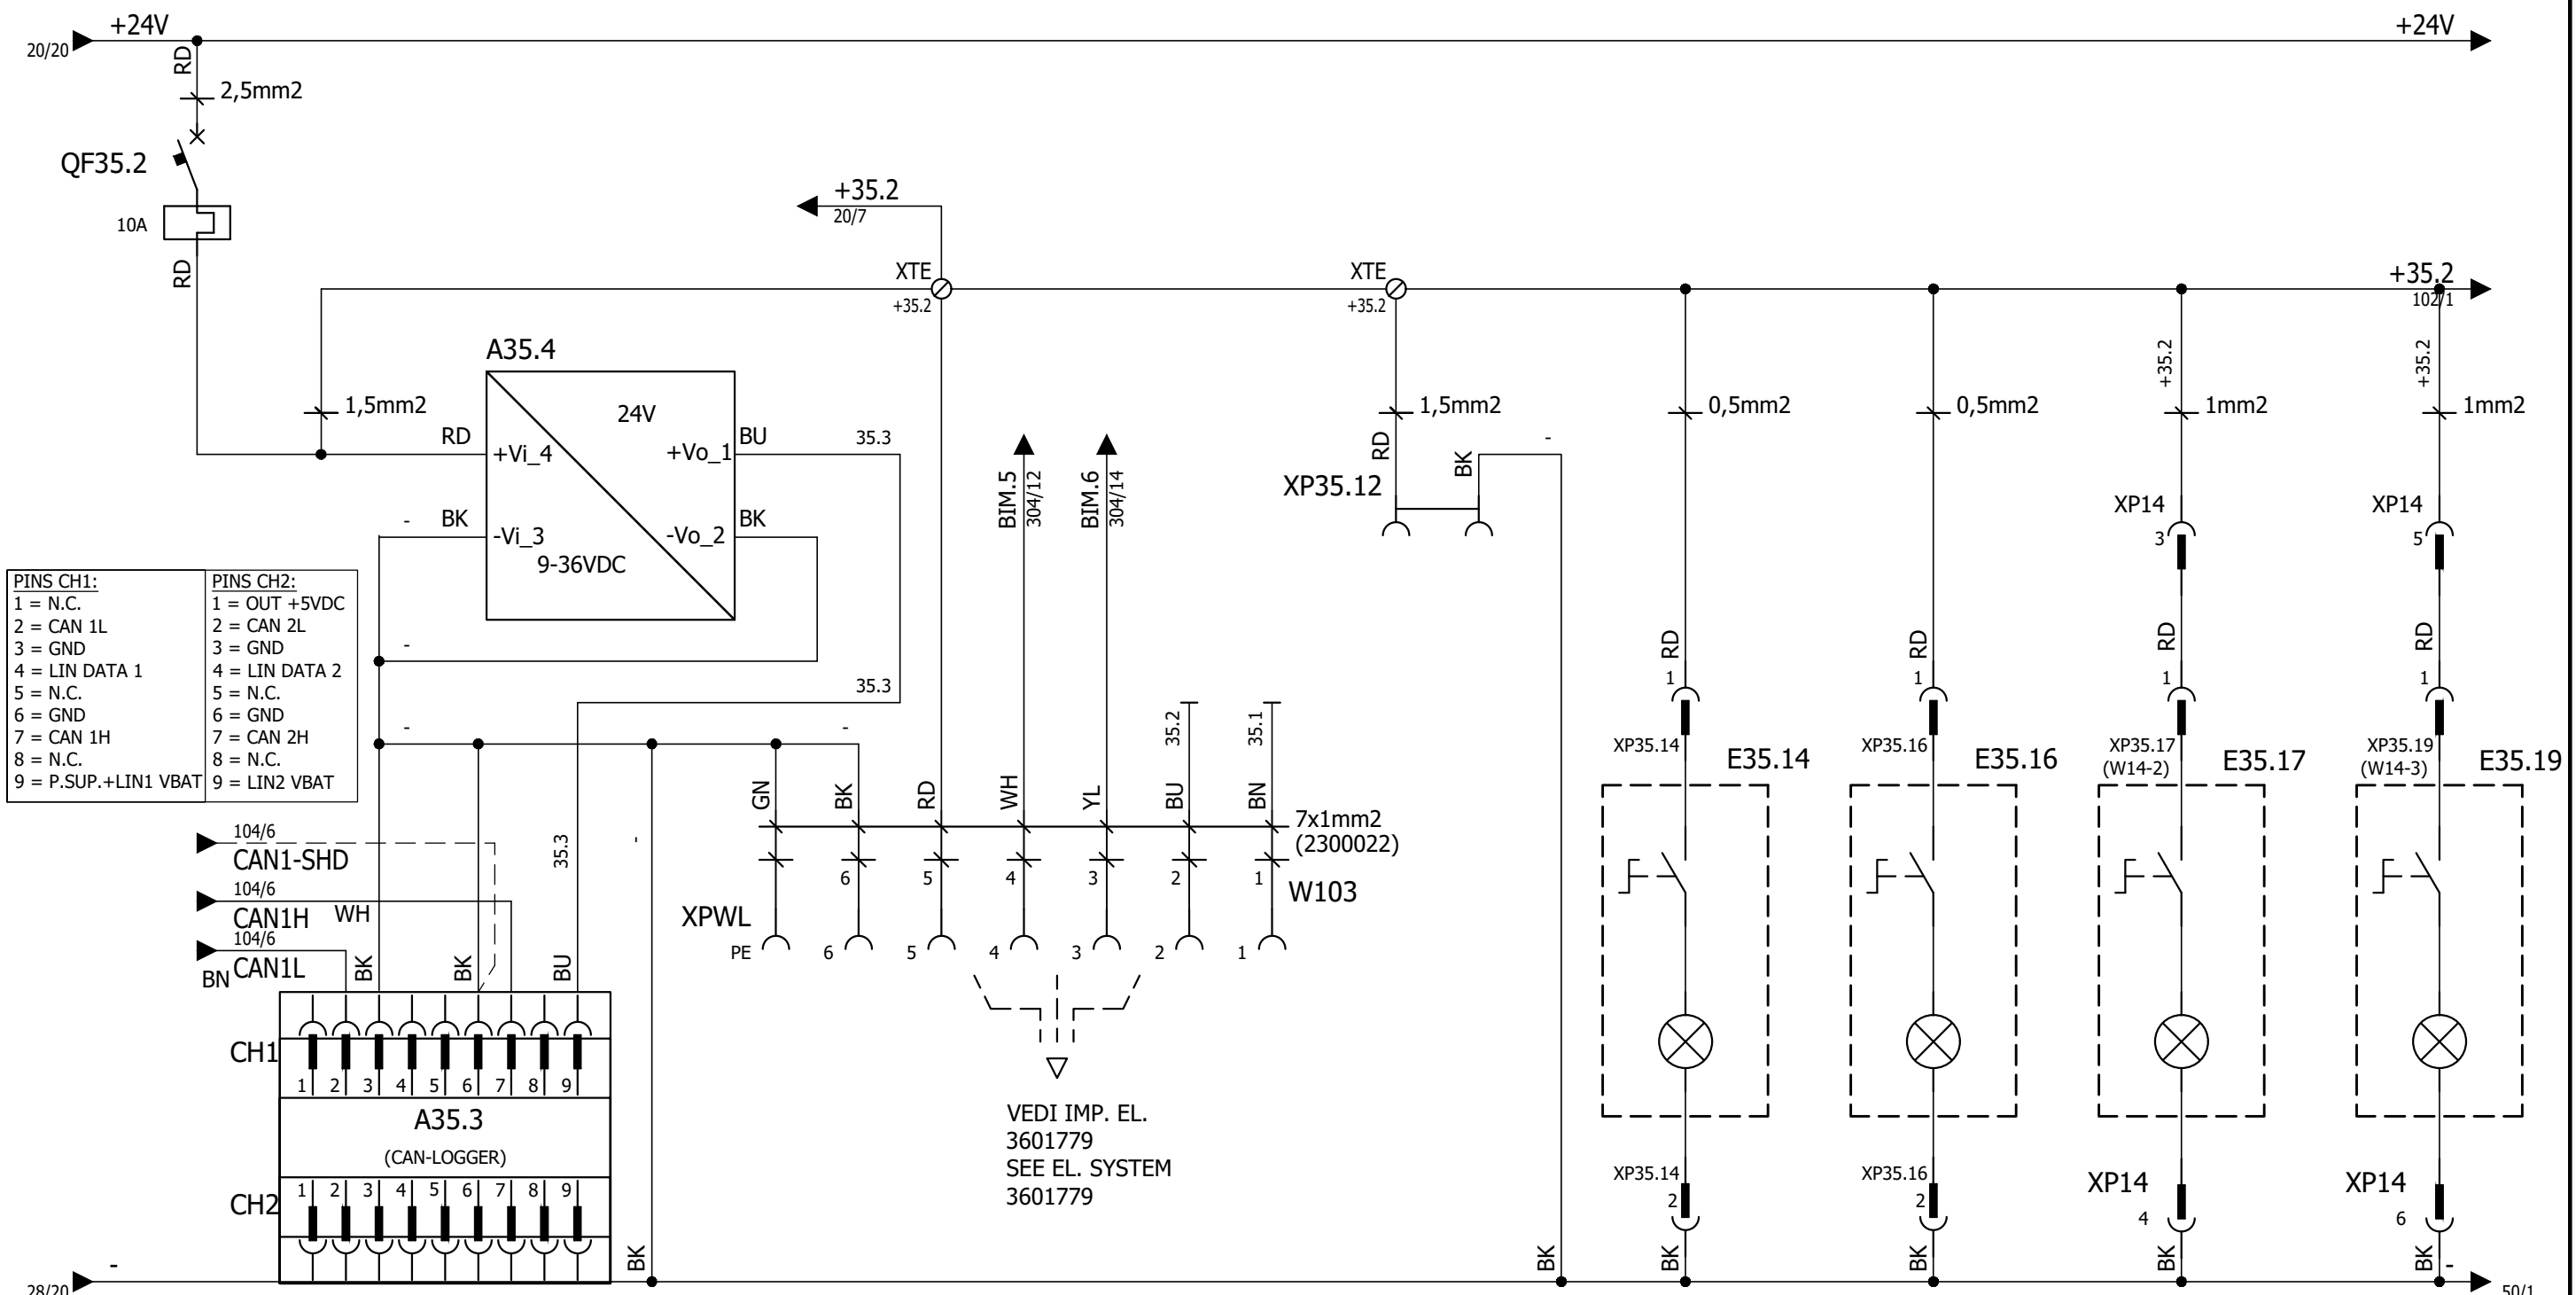 +24V
+24V
20/20
RD
2,5mm2
QF35.2
10A
RD
+35.2
20/7
XTE
+35.2
XTE
+35.2
+35.2
102/1
A35.4
24V
9-36VDC
+Vi_4
-Vi_3
+Vo_1
-Vo_2
RD
BK
-
BU
BK
35.3
1,5mm2
-
35.3
-
-
BIM.5
304/12
BIM.6
304/14
1,5mm2
RD
BK
-
XP35.12
0,5mm2
0,5mm2
+35.2
1mm2
+35.2
1mm2
XP14
3
XP14
5
RD
RD
RD
RD
1
1
1
1
XP35.14
XP35.16
XP35.17
(W14-2)
XP35.19
(W14-3)
E35.14
E35.16
E35.17
E35.19
PINS CH1:
1 = N.C.
2 = CAN 1L
3 = GND
4 = LIN DATA 1
5 = N.C.
6 = GND
7 = CAN 1H
8 = N.C.
9 = P.SUP.+LIN1 VBAT
PINS CH2:
1 = OUT +5VDC
2 = CAN 2L
3 = GND
4 = LIN DATA 2
5 = N.C.
6 = GND
7 = CAN 2H
8 = N.C.
9 = LIN2 VBAT
104/6
CAN1-SHD
104/6
CAN1H
WH
104/6
CAN1L
BN
BK
BK
BU
35.3
-
35.2
35.1
GN
BK
RD
WH
YL
BU
BN
7x1mm2
(2300022)
6
5
4
3
2
1
W103
XPWL
PE
6
5
4
3
2
1
VEDI IMP. EL.
3601779
SEE EL. SYSTEM
3601779
CH1
1 2 3 4 5 6 7 8 9
A35.3
(CAN-LOGGER)
CH2
1 2 3 4 5 6 7 8 9
XP35.14
2
XP35.16
2
XP14
4
XP14
6
BK
BK
BK
BK
BK
BK
-
-
28/20
50/1